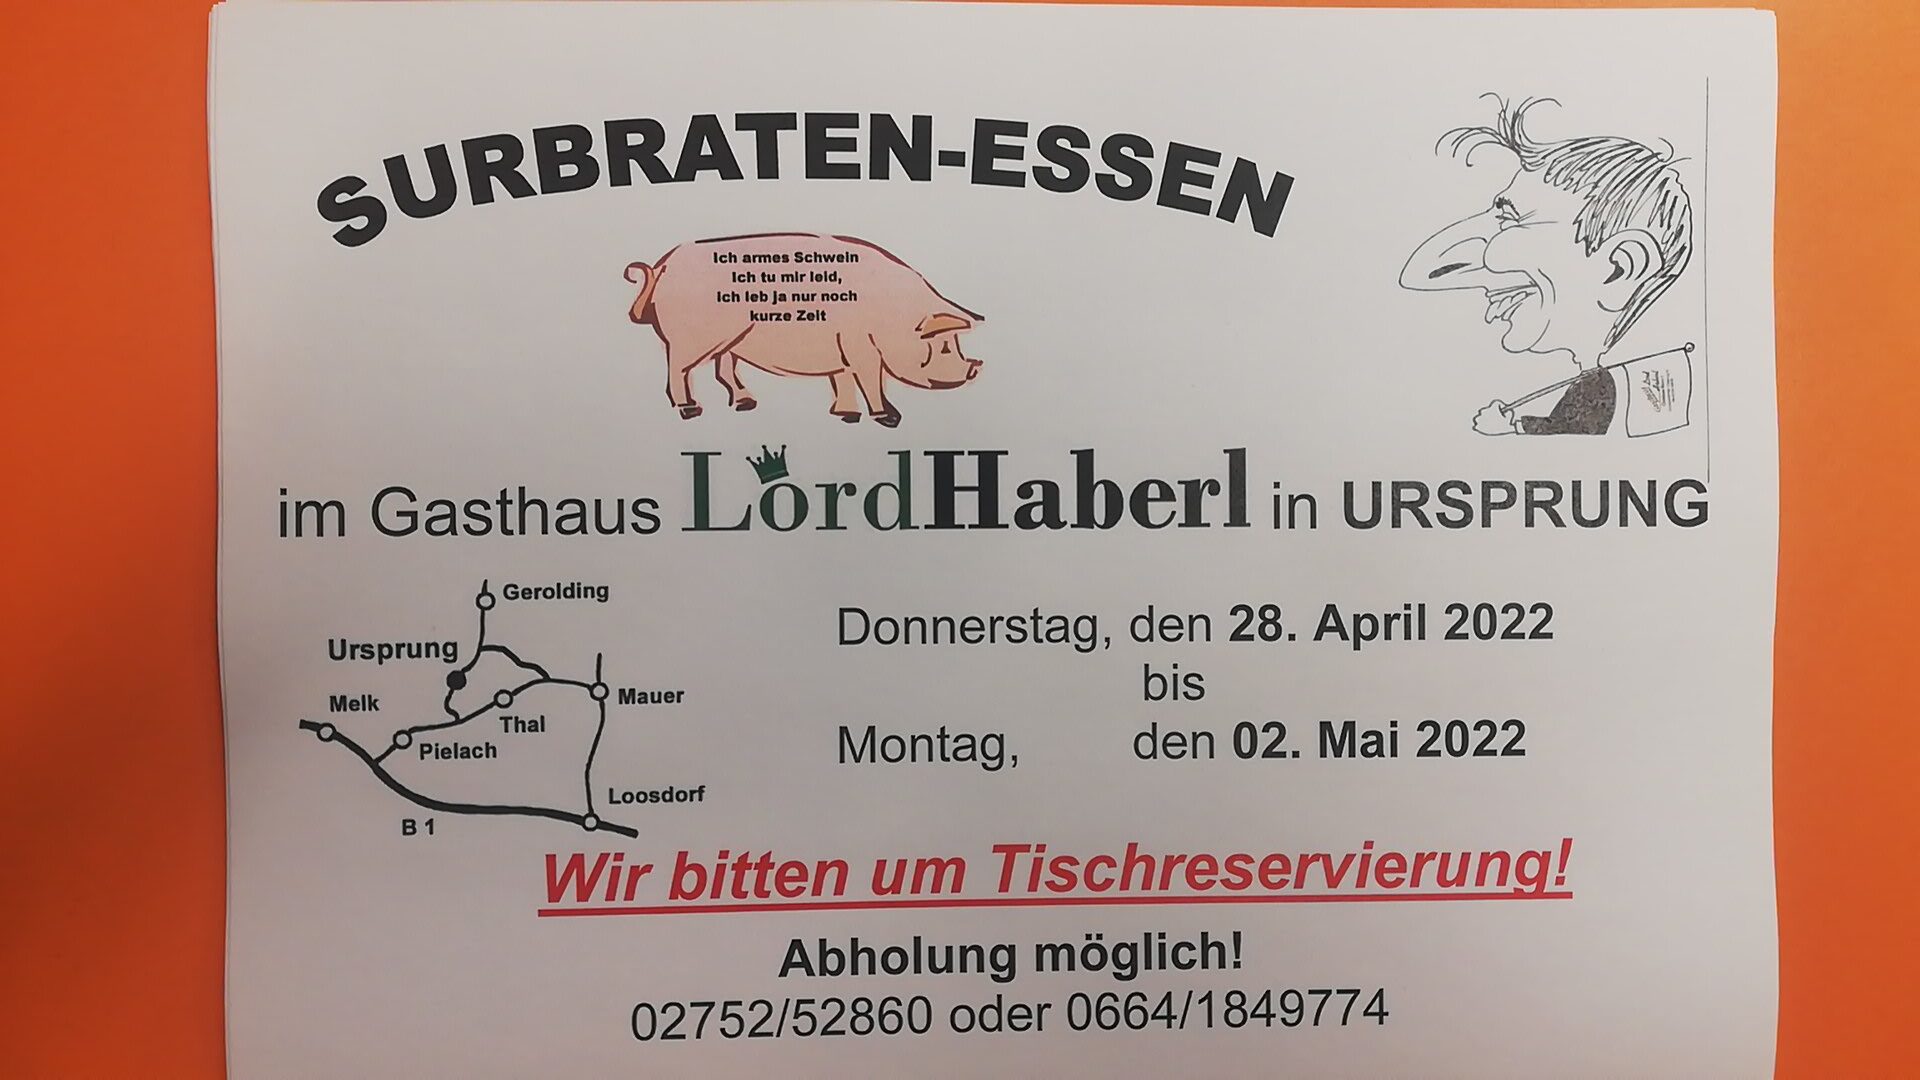 SURBRATEN-ESSEN
Ich armes Schwein
Ich tu mir leid,
Ich leb ja nur noch
kurze Zeit
im Gasthaus LordHaberl in URSPRUNG
Gerolding
Ursprung
Melk
Mauer
Thal
Pielach
Loosdorf
B 1
Donnerstag, den 28. April 2022
bis
Montag, den 02. Mai 2022
Wir bitten um Tischreservierung!
Abholung möglich!
02752/52860 oder 0664/1849774